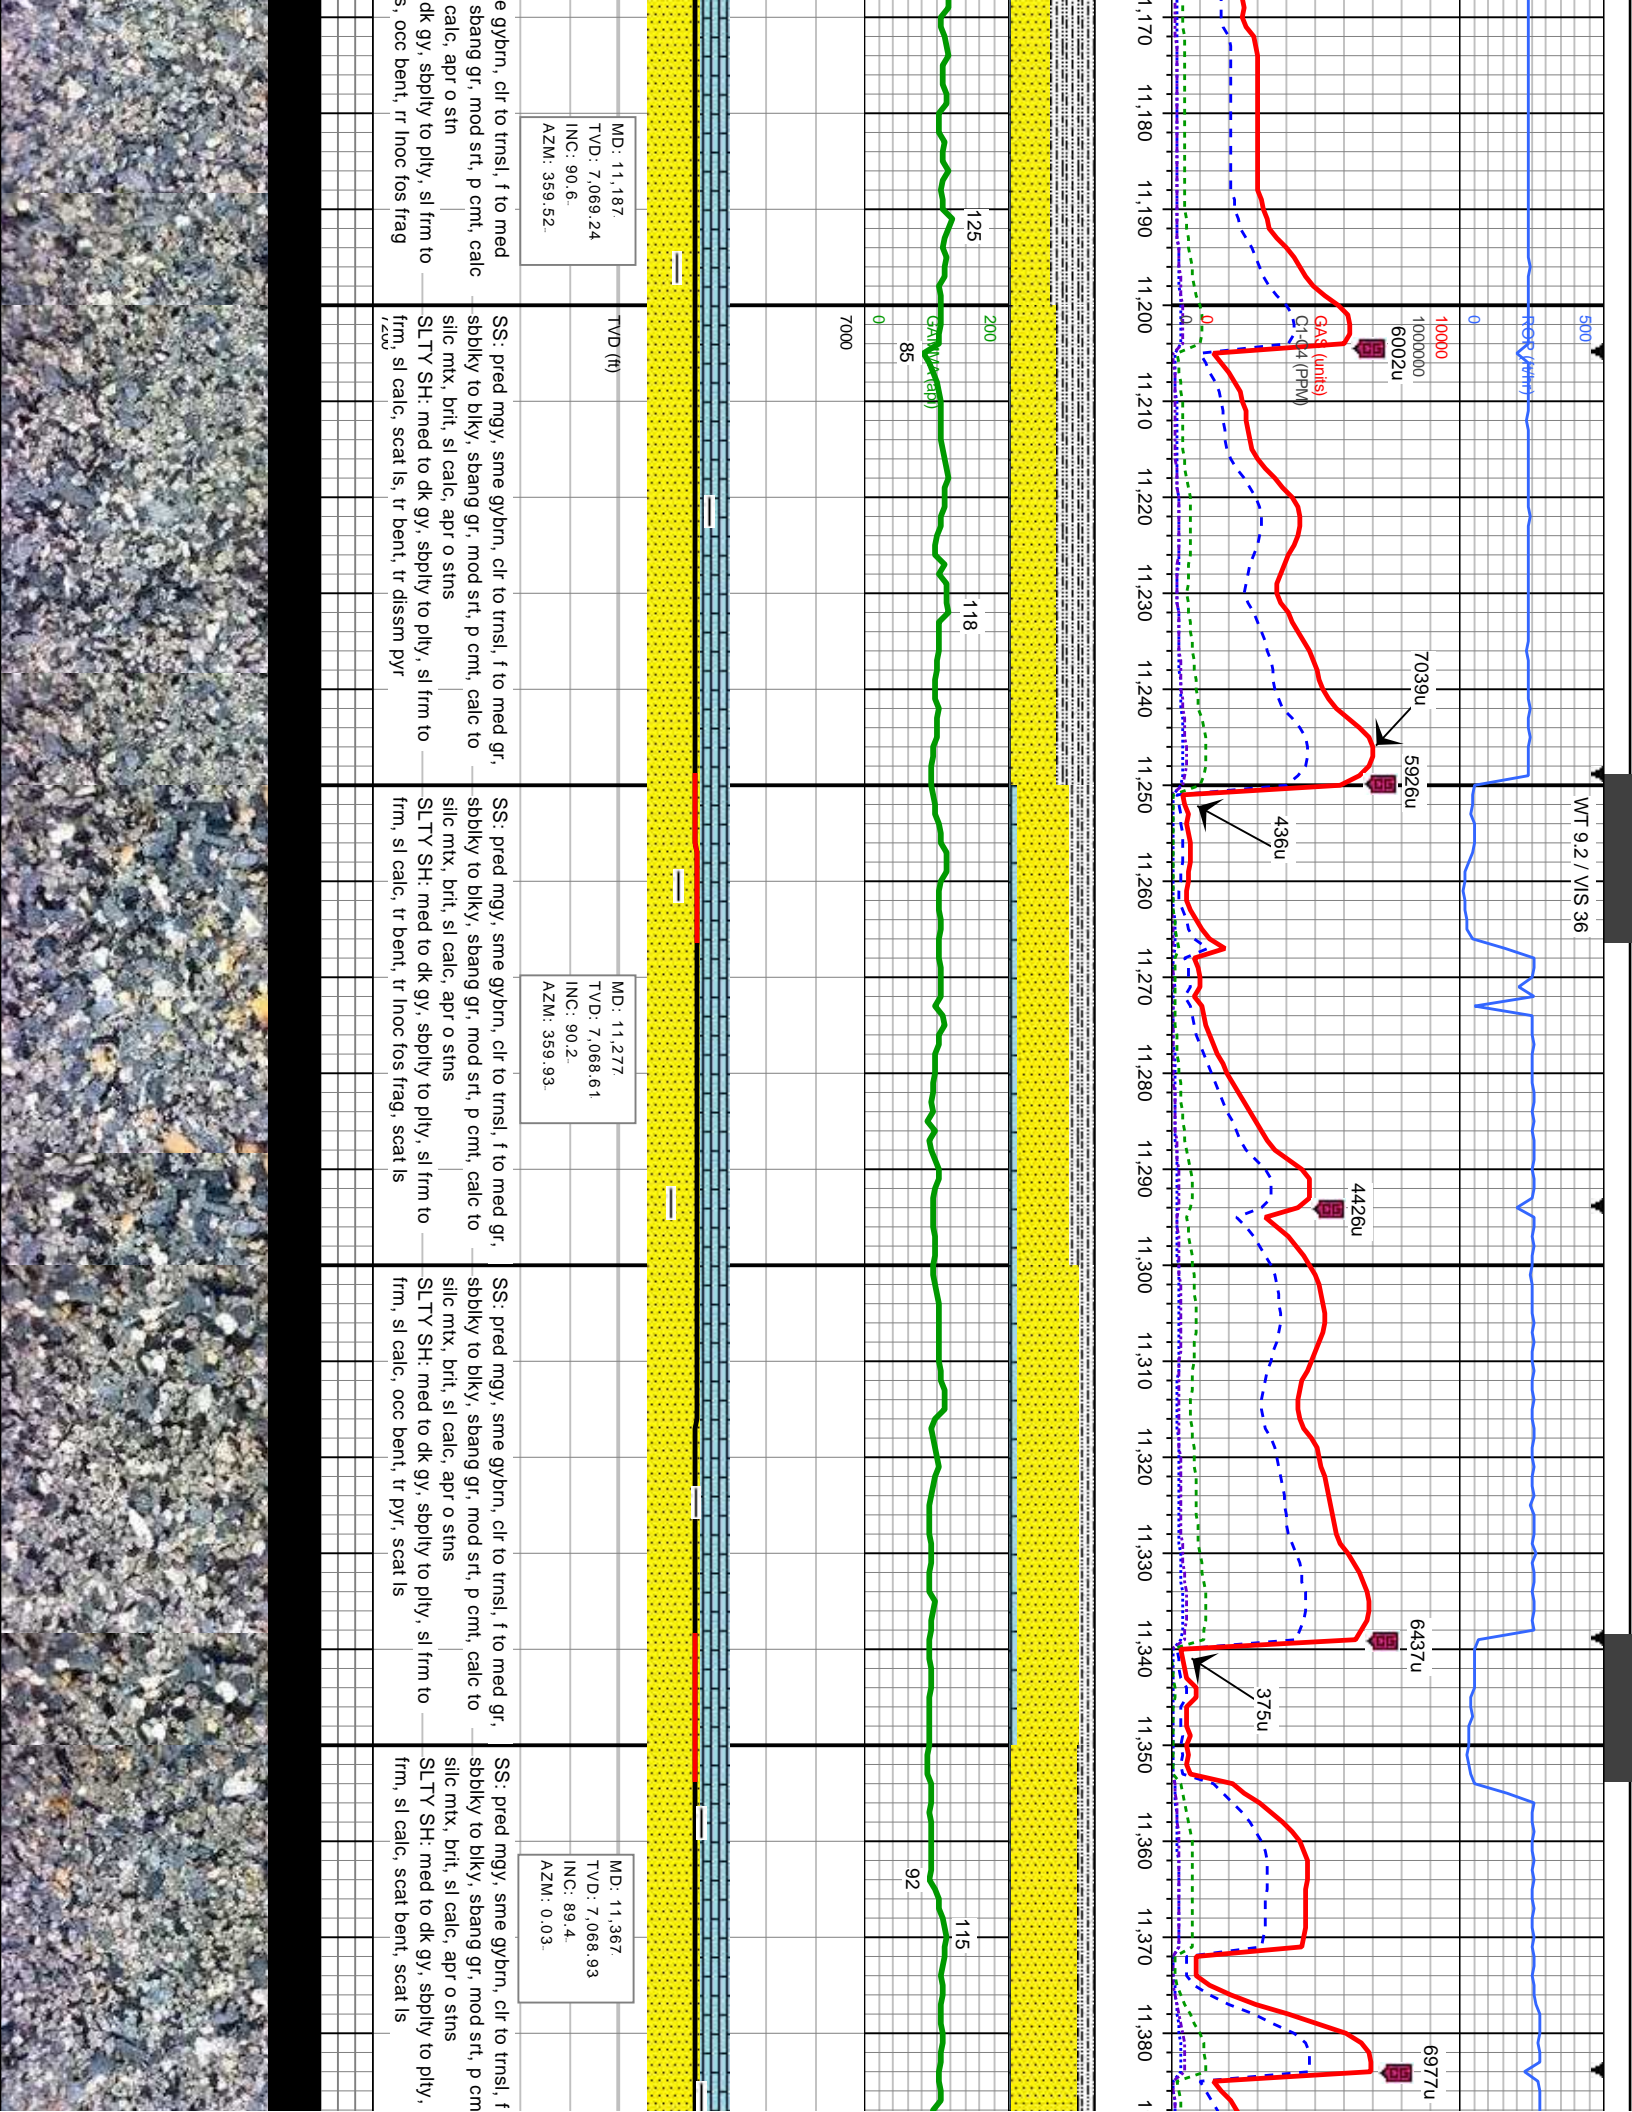 500
ROP (ft/hr)
0
WT 9.2 / VIS 36
10000
1000000
GAS (units)
C1-C4 (PPM)
0
0
6002u
7039u
5926u
436u
4426u
6437u
375u
6977u
11,180
11,190
11,200
11,210
11,220
11,230
11,240
11,250
11,260
11,270
11,280
11,290
11,300
11,310
11,320
11,330
11,340
11,350
11,360
11,370
11,380
200
GAMMA (api)
0
125
85
118
92
115
7000
TVD (ft)
7200
MD: 11,187
TVD: 7,069.24
INC: 90.6
AZM: 359.52
MD: 11,277
TVD: 7,068.61
INC: 90.2
AZM: 359.93
MD: 11,367
TVD: 7,068.93
INC: 89.4
AZM: 0.03
e gybrn, clr to trnsl, f to med
sbang gr, mod srt, p cmt, calc
calc, apr o stn
dk gy, sbplty to plty, sl frm to
s, occ bent, rr Inoc fos frag
SS: pred mgy, sme gybrn, clr to trnsl, f to med gr,
sbblky to blky, sbang gr, mod srt, p cmt, calc to
silc mtx, brit, sl calc, apr o stns
SLTY SH: med to dk gy, sbplty to plty, sl frm to
frm, sl calc, scat ls, tr bent, tr dissm pyr
SS: pred mgy, sme gybrn, clr to trnsl, f to med gr,
sbblky to blky, sbang gr, mod srt, p cmt, calc to
silc mtx, brit, sl calc, apr o stns
SLTY SH: med to dk gy, sbplty to plty, sl frm to
frm, sl calc, tr bent, tr Inoc fos frag, scat ls
SS: pred mgy, sme gybrn, clr to trnsl, f to med gr,
sbblky to blky, sbang gr, mod srt, p cmt, calc to
silc mtx, brit, sl calc, apr o stns
SLTY SH: med to dk gy, sbplty to plty, sl frm to
frm, sl calc, occ bent, tr pyr, scat ls
SS: pred mgy, sme gybrn, clr to trnsl, f
sbblky to blky, sbang gr, mod srt, p cm
silc mtx, brit, sl calc, apr o stns
SLTY SH: med to dk gy, sbplty to plty,
frm, sl calc, scat bent, scat ls